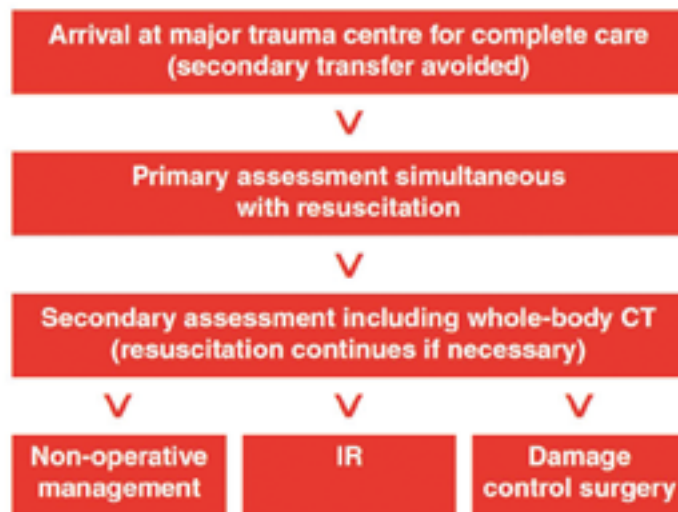 Arrival at major trauma centre for complete care
(secondary transfer avoided)
Primary assessment simultaneous
with resuscitation
Secondary assessment including whole-body CT
(resuscitation continues if necessary)
Non-operative
management
IR
Damage
control surgery